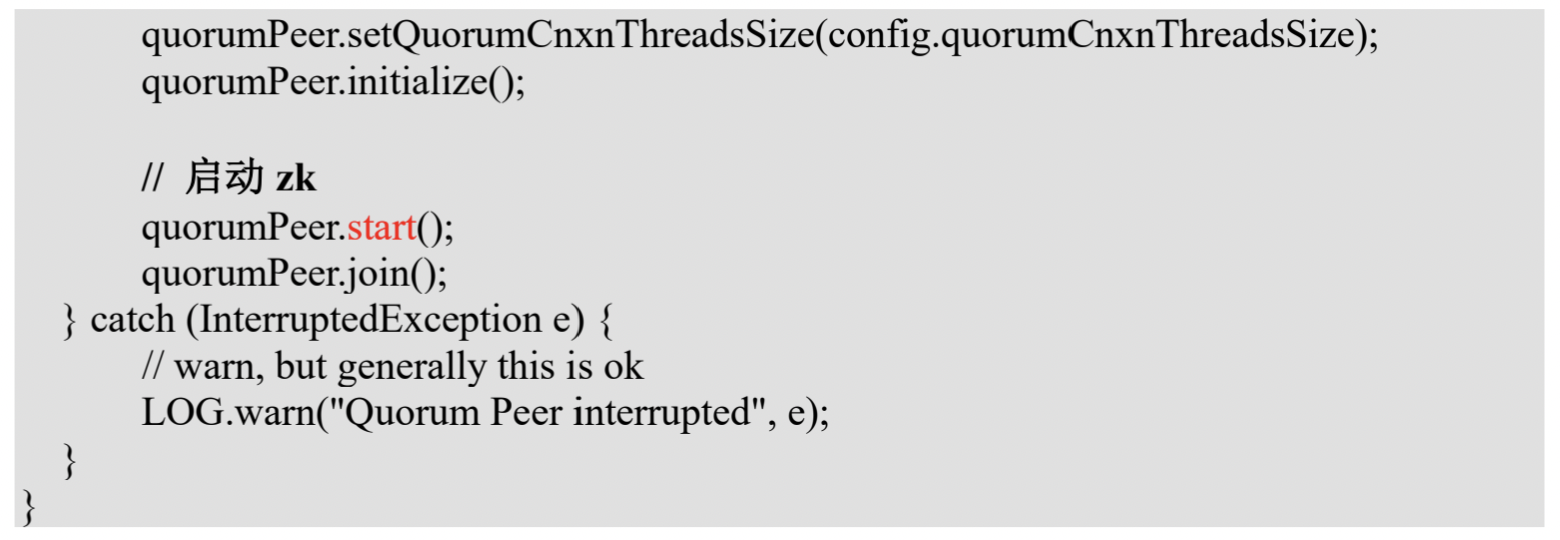 quorumPeer.setQuorumCnxnThreadsSize(config.quorumCnxnThreadsSize);
quorumPeer.initialize();
// 启动 zk
quorumPeer.start();
quorumPeer.join();
} catch (InterruptedException e) {
// warn, but generally this is ok
LOG.warn("Quorum Peer interrupted", e);
}
}